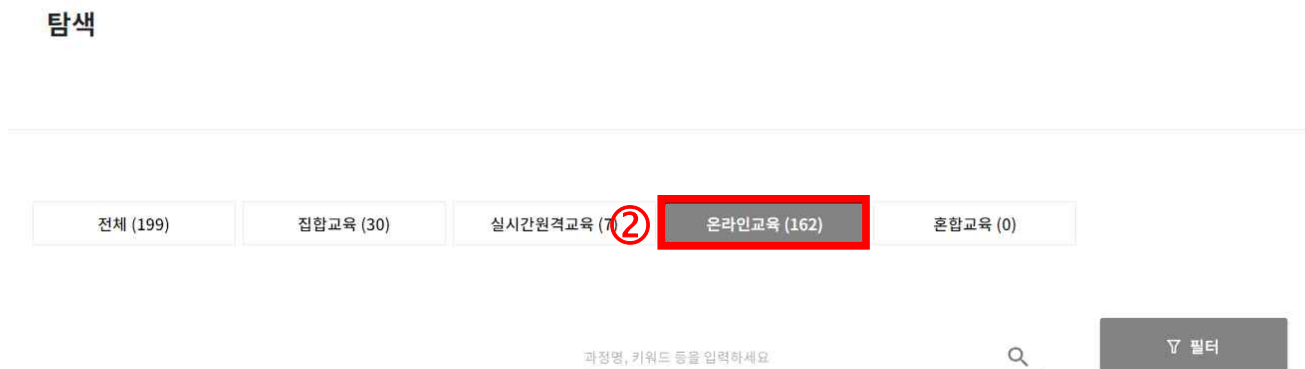 탐색
전체 (199) 집합교육 (30) 실시간원격교육 (7) ② 온라인교육 (162) 혼합교육 (0)
과정명, 키워드 등을 입력하세요 필터